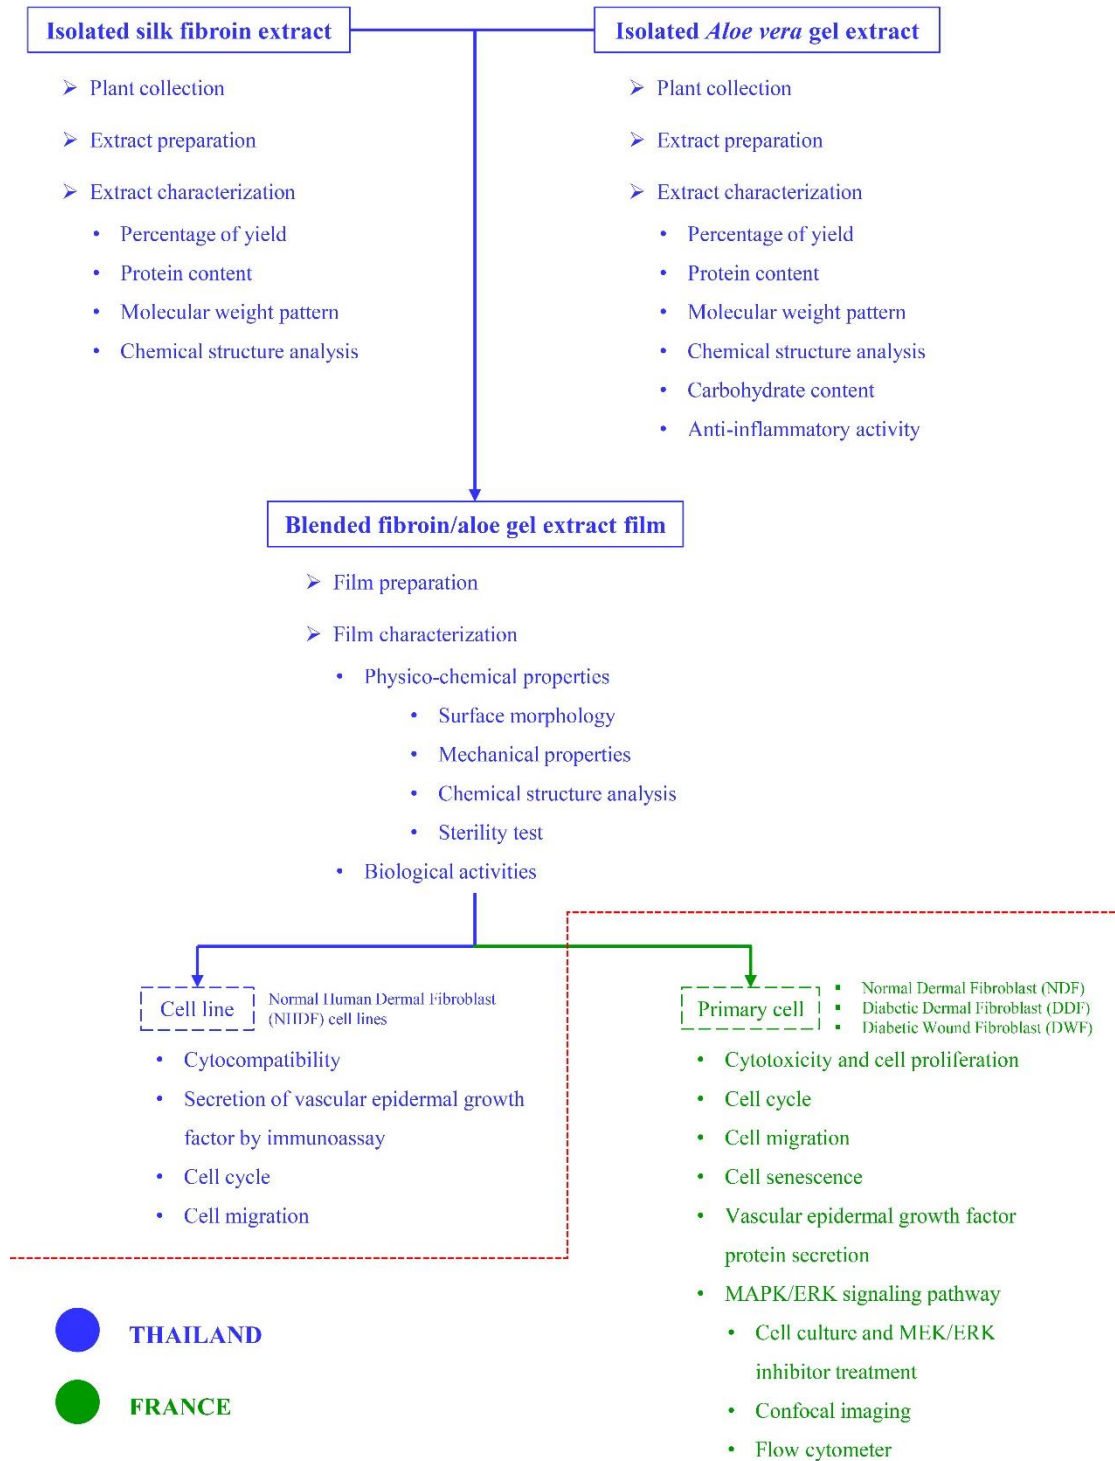 Isolated silk fibroin extract
Plant collection
Extract preparation
Extract characterization
Percentage of yield
Protein content
Molecular weight pattern
Chemical structure analysis
Isolated Aloe vera gel extract
Plant collection
Extract preparation
Extract characterization
Percentage of yield
Protein content
Molecular weight pattern
Chemical structure analysis
Carbohydrate content
Anti-inflammatory activity
Blended fibroin/aloe gel extract film
Film preparation
Film characterization
Physico-chemical properties
Surface morphology
Mechanical properties
Chemical structure analysis
Sterility test
Biological activities
Cell line
Normal Human Dermal Fibroblast
(NHDF) cell lines
Cytocompatibility
Secretion of vascular epidermal growth
factor by immunoassay
Cell cycle
Cell migration
Primary cell
Normal Dermal Fibroblast (NDF)
Diabetic Dermal Fibroblast (DDF)
Diabetic Wound Fibroblast (DWF)
Cytotoxicity and cell proliferation
Cell cycle
Cell migration
Cell senescence
Vascular epidermal growth factor
protein secretion
MAPK/ERK signaling pathway
Cell culture and MEK/ERK
inhibitor treatment
Confocal imaging
Flow cytometer
THAILAND
FRANCE